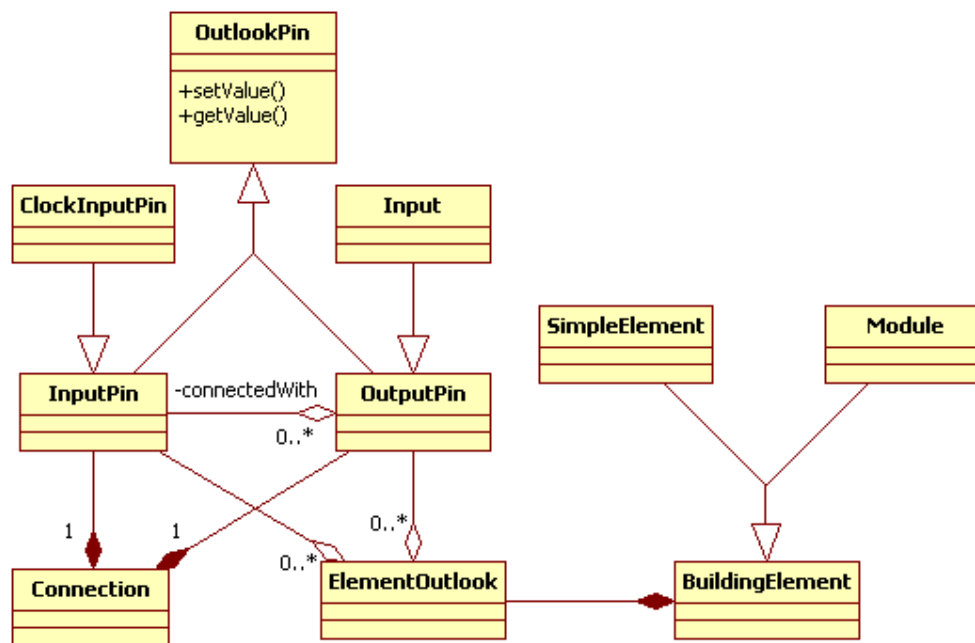 OutlookPin
+setValue()
+getValue()
ClockInputPin
Input
SimpleElement
Module
InputPin
-connectedWith
OutputPin
0..*
1
1
0..*
0..*
Connection
ElementOutlook
BuildingElement